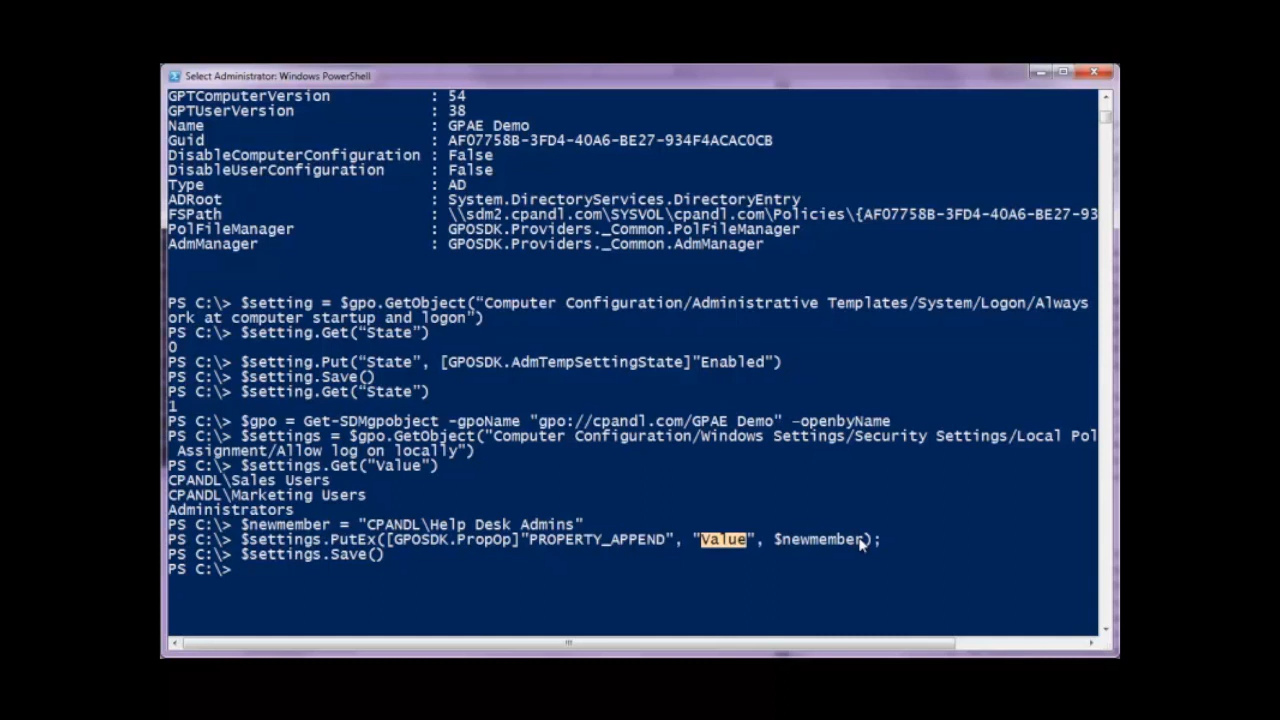 Select Administrator: Windows PowerShell
GPTComputerVersion : 54
GPTUserVersion : 38
Name : GPAE Demo
Guid : AF07758B-3FD4-40A6-BE27-934F4ACAC0CB
DisableComputerConfiguration : False
DisableUserConfiguration : False
Type : AD
ADRoot : System.DirectoryServices.DirectoryEntry
FSPath : \\sdm2.cpandl.com\SYSVOL\cpandl.com\Policies\{AF07758B-3FD4-40A6-BE27-93
PolFileManager : GPOSDK.Providers._Common.PolFileManager
AdmManager : GPOSDK.Providers._Common.AdmManager
PS C:\> $setting = $gpo.GetObject(“Computer Configuration/Administrative Templates/System/Logon/Always
ork at computer startup and logon”)
PS C:\> $setting.Get(“State”)
0
PS C:\> $setting.Put(“State”, [GPOSDK.AdmTempSettingState]"Enabled”)
PS C:\> $setting.Save()
PS C:\> $setting.Get(“State”)
1
PS C:\> $gpo = Get-SDMgpobject -gpoName "gpo://cpandl.com/GPAE Demo" –openbyName
PS C:\> $settings = $gpo.GetObject("Computer Configuration/Windows Settings/Security Settings/Local Pol
Assignment/Allow log on locally”)
PS C:\> $settings.Get("Value”)
CPANDL\Sales Users
CPANDL\Marketing Users
Administrators
PS C:\> $newmember = "CPANDL\Help Desk Admins"
PS C:\> $settings.PutEx([GPOSDK.PropOp]"PROPERTY_APPEND", "Value", $newmember);
PS C:\> $settings.Save()
PS C:\>